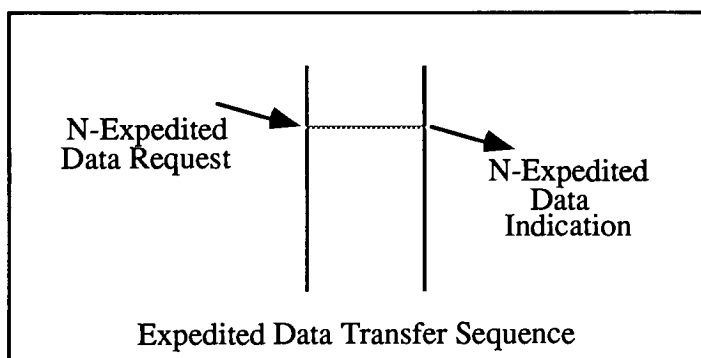 N-Expedited
Data Request
N-Expedited
Data
Indication
Expedited Data Transfer Sequence